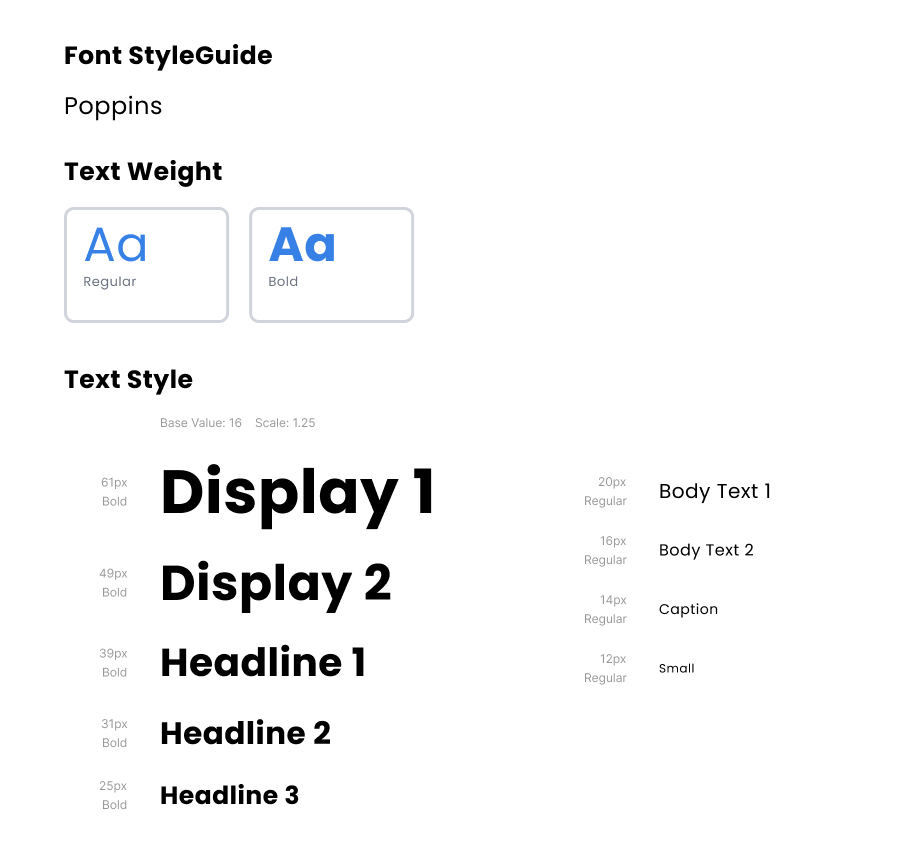 Font StyleGuide
Poppins
Text Weight
Aa
Regular
Aa
Bold
Text Style
Base Value: 16 Scale: 1.25
61px
Bold
Display 1
49px
Bold
Display 2
39px
Bold
Headline 1
31px
Bold
Headline 2
25px
Bold
Headline 3
20px
Regular
Body Text 1
16px
Regular
Body Text 2
14px
Regular
Caption
12px
Regular
Small